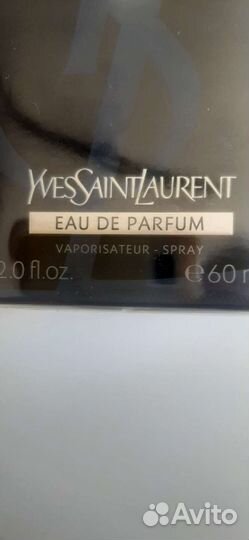 YVESSAINTLAURENT
EAU DE PARFUM
VAPORISATEUR - SPRAY
2.0 fl.oz. ℮60 m
Avito